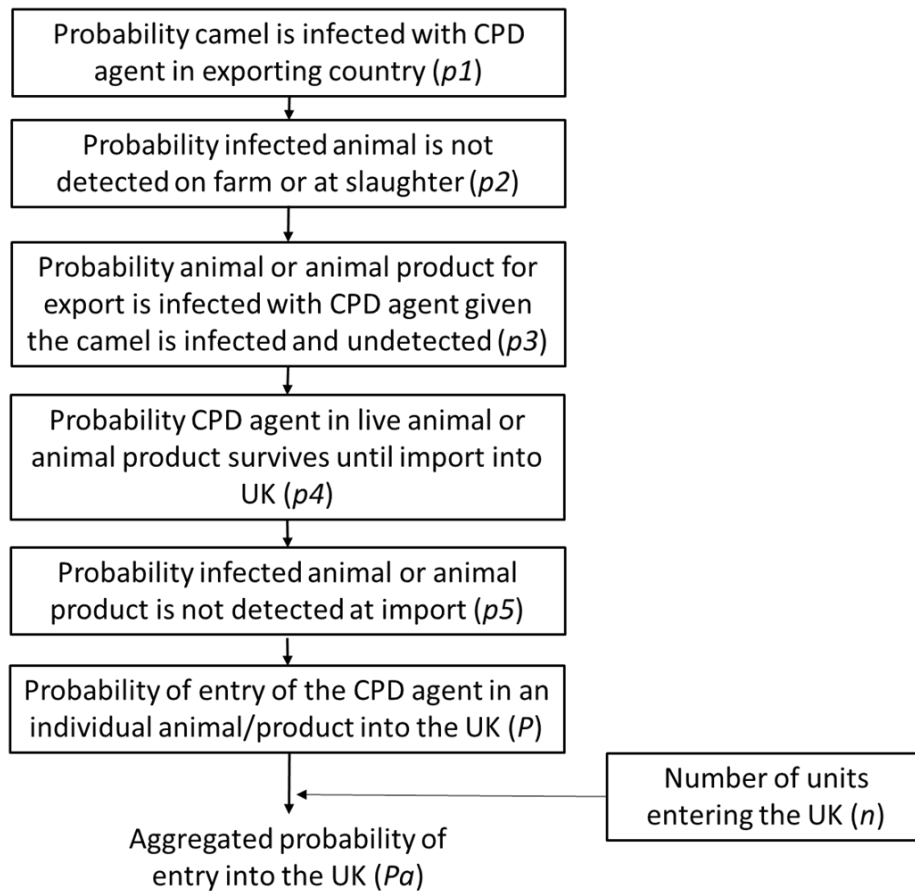 Probability camel is infected with CPD
agent in exporting country (p1)
Probability infected animal is not
detected on farm or at slaughter (p2)
Probability animal or animal product for
export is infected with CPD agent given
the camel is infected and undetected (p3)
Probability CPD agent in live animal or
animal product survives until import into
UK (p4)
Probability infected animal or animal
product is not detected at import (p5)
Probability of entry of the CPD agent in an
individual animal/product into the UK (P)
Number of units
entering the UK (n)
Aggregated probability of
entry into the UK (Pa)